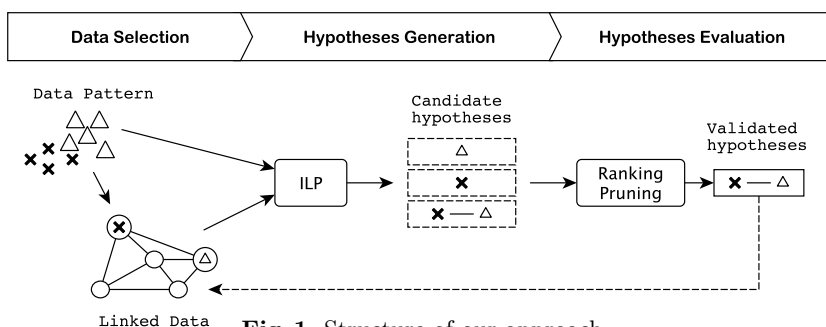 Data Selection
Hypotheses Generation
Hypotheses Evaluation
Data Pattern
Candidate
hypotheses
Validated
hypotheses
ILP
Ranking
Pruning
Linked Data
Fig. 1. Structure of our approach